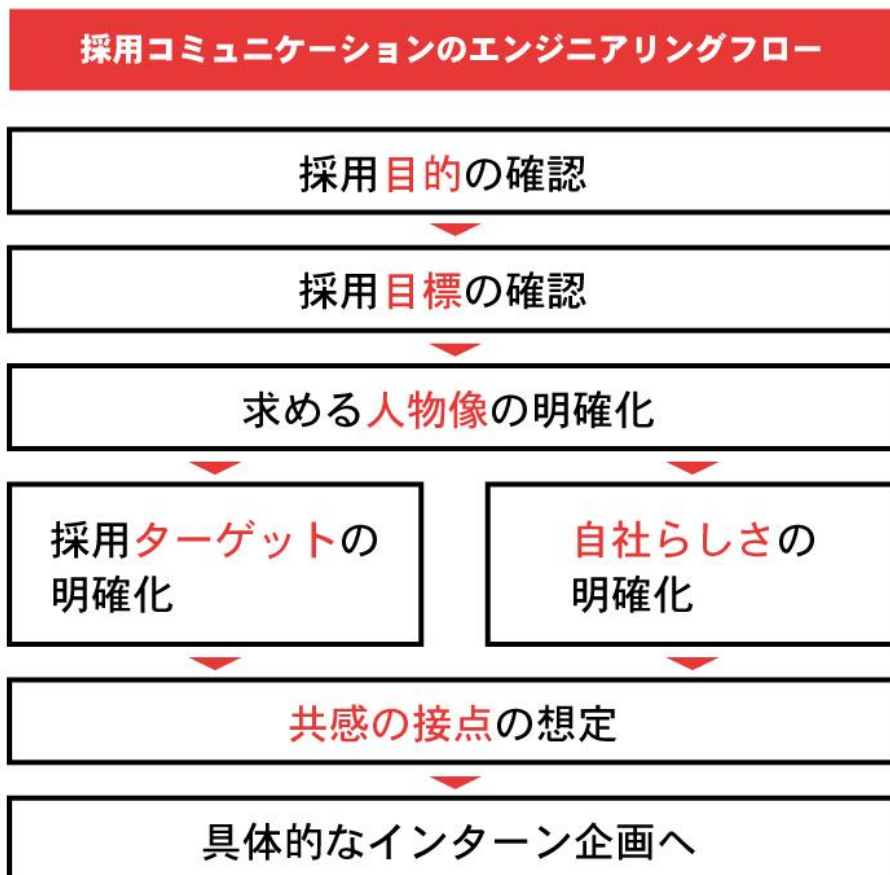 採用コミュニケーションのエンジニアリングフロー
採用目的の確認
採用目標の確認
求める人物像の明確化
採用ターゲットの
明確化
自社らしさの
明確化
共感の接点の想定
具体的なインターン企画へ